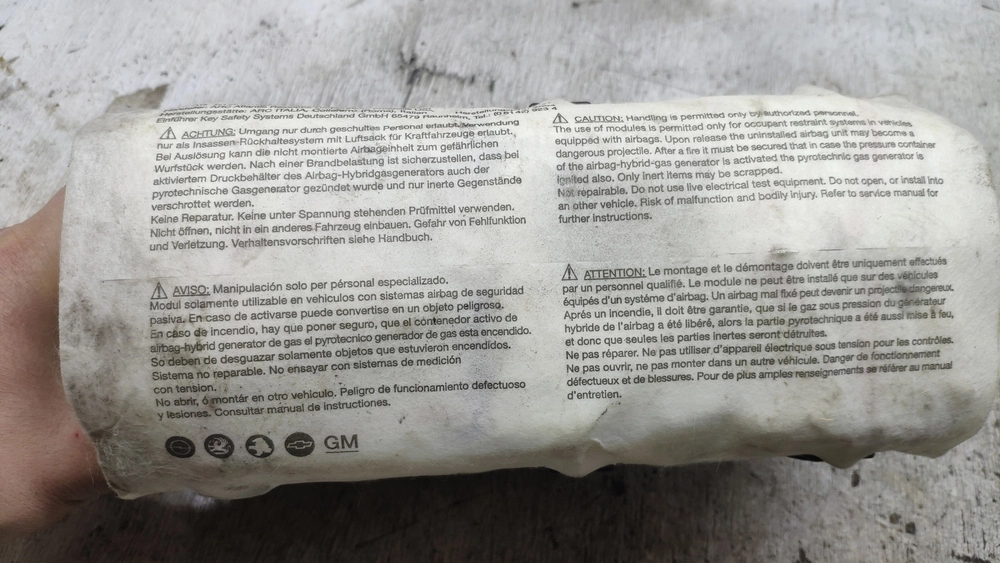 Herstellungsstätte: ARC ITALIA, Colleferro (Roma),
Einführer Key Safety Systems Deutschland GmbH 65479 Raunheim, Tel.:
ACHTUNG: Umgang nur durch geschultes Personal erlaubt. Verwendung
nur als Insassen-Rückhaltesystem mit Luftsack für Kraftfahrzeuge erlaubt.
Bei Auslösung kann die nicht montierte Airbageinheit zum gefährlichen
Wurfstück werden. Nach einer Brandbelastung ist sicherzustellen, dass bei
aktiviertem Druckbehälter des Airbag-Hybridgasgenerators auch der
pyrotechnische Gasgenerator gezündet wurde und nur inerte Gegenstände
verschrottet werden.
Keine Reparatur. Keine unter Spannung stehenden Prüfmittel verwenden.
Nicht öffnen, nicht in ein anderes Fahrzeug einbauen. Gefahr von Fehlfunktion
und Verletzung. Verhaltensvorschriften siehe Handbuch.
CAUTION: Handling is permitted only by authorized personnel.
The use of modules is permitted only for occupant restraint systems in vehicles
equipped with airbags. Upon release the uninstalled airbag unit may become a
dangerous projectile. After a fire it must be secured that in case the pressure container
of the airbag-hybrid-gas generator is activated the pyrotechnic gas generator is
ignited also. Only inert items may be scrapped.
Not repairable. Do not use live electrical test equipment. Do not open, or install into
an other vehicle. Risk of malfunction and bodily injury. Refer to service manual for
further instructions.
AVISO: Manipulación solo per pérsonal especializado.
Modul solamente utilizable en vehiculos con sistemas airbag de seguridad
pasiva. En caso de activarse puede convertise en un objeto peligroso.
En caso de incendio, hay que poner seguro, que el contenedor activo de
airbag-hybrid generator de gas el pyrotecnico generador de gas esta encendido.
So deben de desguazar solamente objetos que estuvieron encendidos.
Sistema no reparable. No ensayar con sistemas de medición
con tension.
No abrir, ó montár en otro vehiculo. Peligro de funcionamiento defectuoso
y lesiones. Consultar manual de instrucciones.
ATTENTION: Le montage et le démontage doivent être uniquement effectués
par un personnel qualifié. Le module ne peut être installé que sur des véhicules
équipés d'un système d'airbag. Un airbag mal fixé peut devenir un projectile dangereux.
Aprés un incendie, il doit être garantie, que si le gaz sous pression du générateur
hybride de l'airbag a été libéré, alors la partie pyrotechnique a été aussi mise à feu,
et donc que seules les parties inertes seront détruites.
Ne pas réparer. Ne pas utiliser d'appareil électrique sous tension pour les contrôles.
Ne pas ouvrir, ne pas monter dans un autre véhicule. Danger de fonctionnement
défectueux et de blessures. Pour de plus amples renseignements se référer au manual
d'entretien.
GM